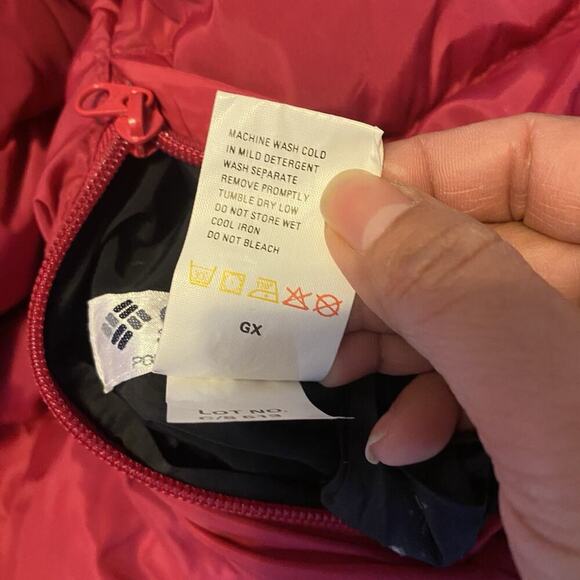 MACHINE WASH COLD
IN MILD DETERGENT
WASH SEPARATE
REMOVE PROMPTLY
TUMBLE DRY LOW
DO NOT STORE WET
COOL IRON
DO NOT BLEACH
GX
LOT NO.